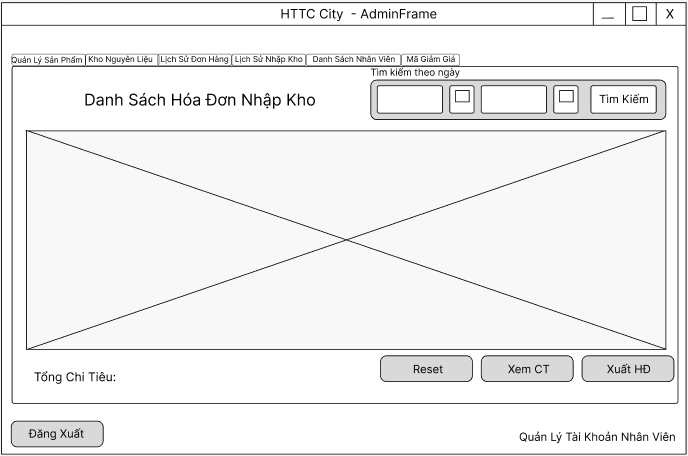 HTTC City - AdminFrame
X
Quản Lý Sản Phẩm
Kho Nguyên Liệu
Lịch Sử Đơn Hàng
Lịch Sử Nhập Kho
Danh Sách Nhân Viên
Mã Giảm Giá
Tìm kiếm theo ngày
Danh Sách Hóa Đơn Nhập Kho
Tìm Kiếm
Tổng Chi Tiêu:
Reset
Xem CT
Xuất HĐ
Đăng Xuất
Quản Lý Tài Khoản Nhân Viên